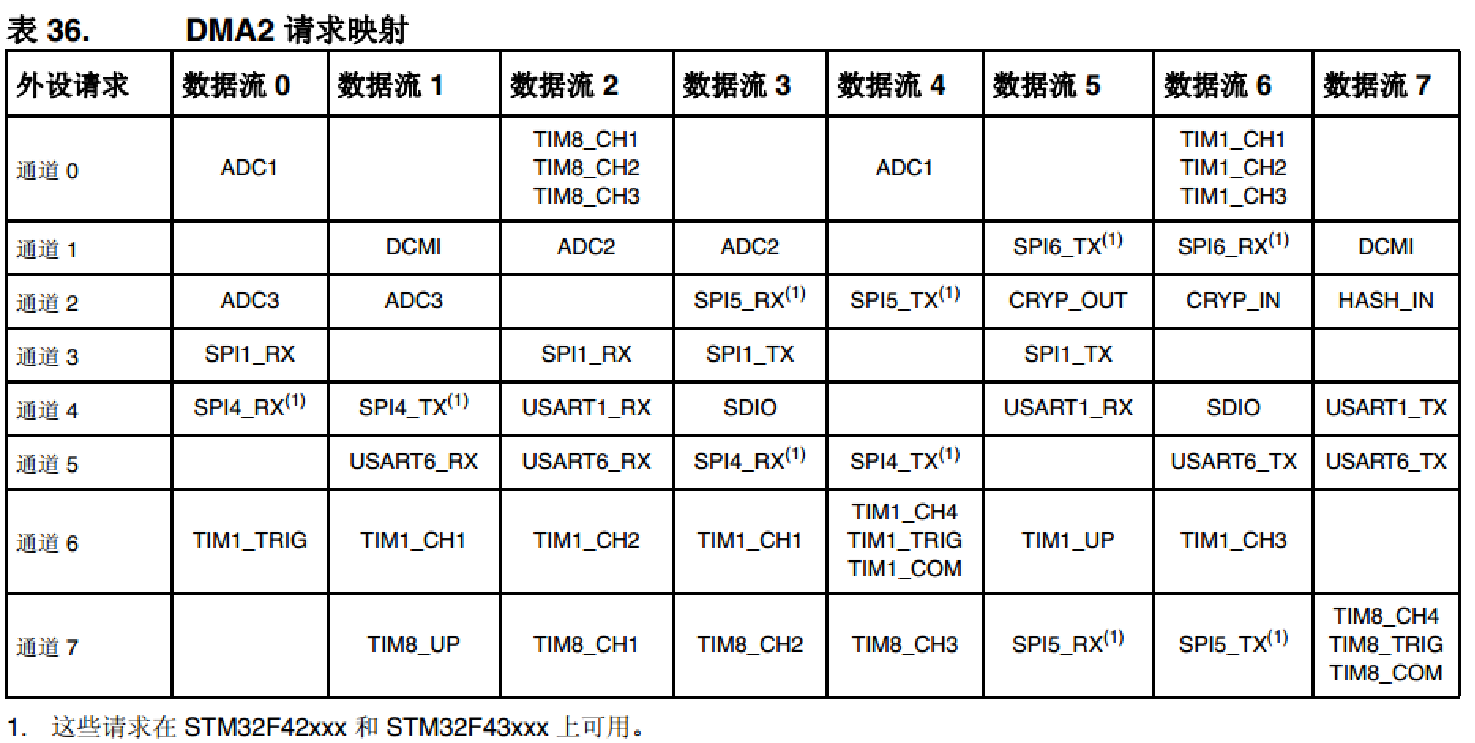 表 36. DMA2 请求映射
外设请求 数据流 0 数据流 1 数据流 2 数据流 3 数据流 4 数据流 5 数据流 6 数据流 7
通道 0 ADC1 TIM8_CH1 TIM8_CH2 TIM8_CH3 ADC1 TIM1_CH1 TIM1_CH2 TIM1_CH3
通道 1 DCMI ADC2 ADC2 SPI6_TX(1) SPI6_RX(1) DCMI
通道 2 ADC3 ADC3 SPI5_RX(1) SPI5_TX(1) CRYP_OUT CRYP_IN HASH_IN
通道 3 SPI1_RX SPI1_RX SPI1_TX SPI1_TX
通道 4 SPI4_RX(1) SPI4_TX(1) USART1_RX SDIO USART1_RX SDIO USART1_TX
通道 5 USART6_RX USART6_RX SPI4_RX(1) SPI4_TX(1) USART6_TX USART6_TX
通道 6 TIM1_TRIG TIM1_CH1 TIM1_CH2 TIM1_CH1 TIM1_CH4 TIM1_TRIG TIM1_COM TIM1_UP TIM1_CH3
通道 7 TIM8_UP TIM8_CH1 TIM8_CH2 TIM8_CH3 SPI5_RX(1) SPI5_TX(1) TIM8_CH4 TIM8_TRIG TIM8_COM
1. 这些请求在 STM32F42xxx 和 STM32F43xxx 上可用。